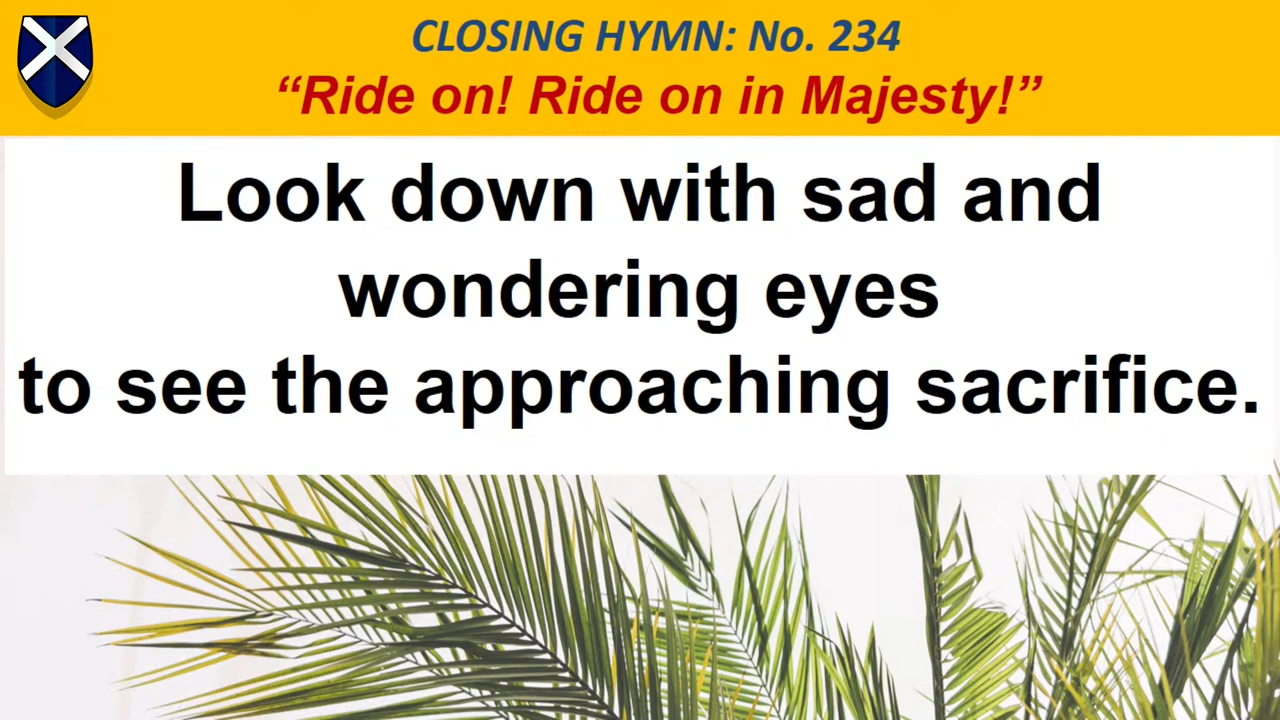 CLOSING HYMN: No. 234
“Ride on! Ride on in Majesty!”
Look down with sad and
wondering eyes
to see the approaching sacrifice.